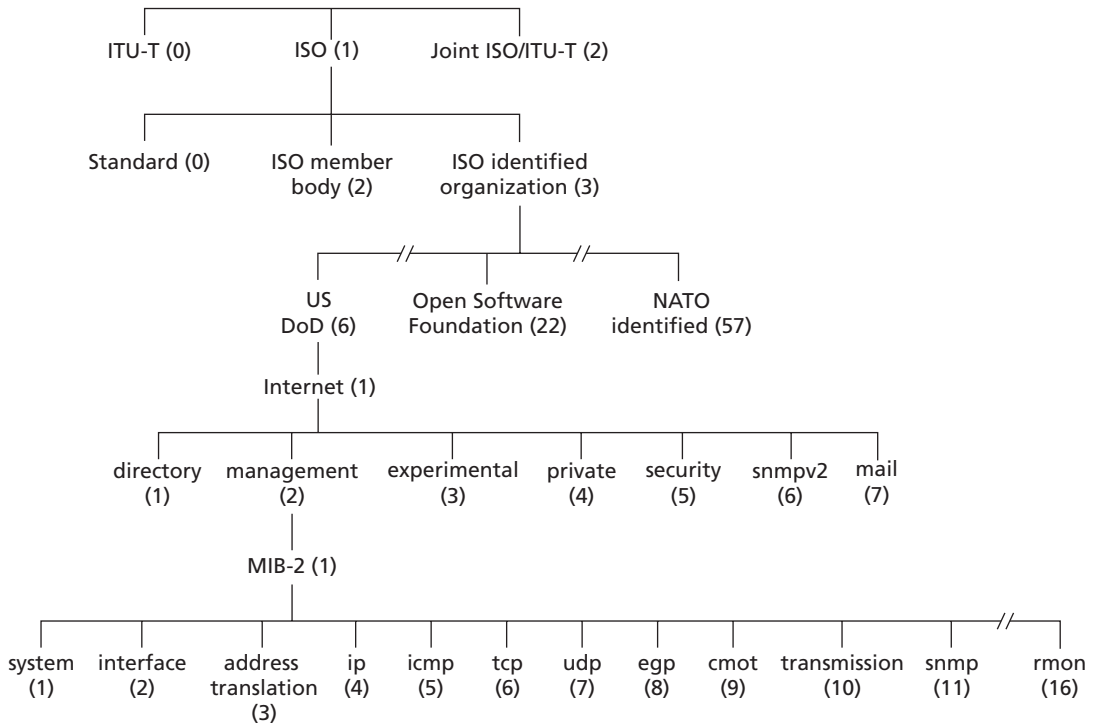 ITU-T (0) ISO (1) Joint ISO/ITU-T (2)
Standard (0) ISO member ISO identified
body (2) organization (3)
US Open Software NATO
DoD (6) Foundation (22) identified (57)
Internet (1)
directory management experimental private security snmpv2 mail
(1) (2) (3) (4) (5) (6) (7)
MIB-2 (1)
system interface address ip icmp tcp udp egp cmot transmission snmp rmon
(1) (2) translation (4) (5) (6) (7) (8) (9) (10) (11) (16)
(3)